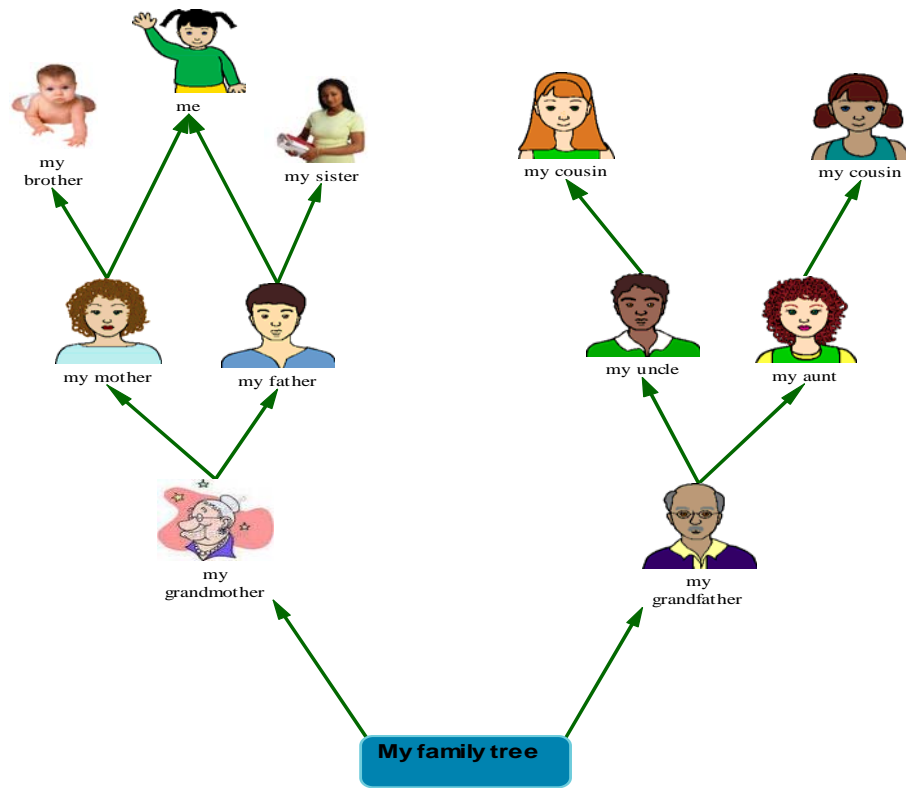 me
my
brother
my sister
my cousin
my cousin
my mother
my father
my uncle
my aunt
my
grandmother
my
grandfather
My family tree